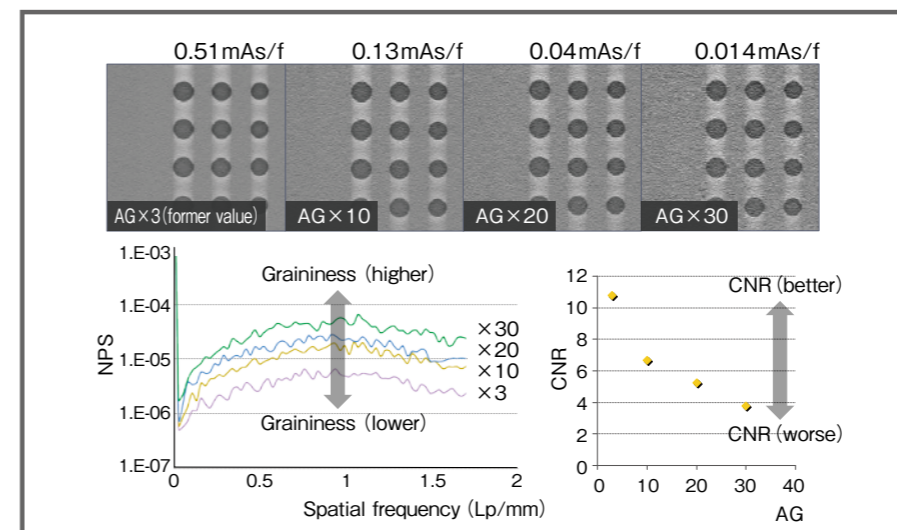 0.51mAs/f 0.13mAs/f 0.04mAs/f 0.014mAs/f
AG×3(former value) AG×10 AG×20 AG×30
1.E-03
1.E-04
1.E-05
1.E-06
1.E-07
NPS
Graininess (higher)
Graininess (lower)
×30
×20
×10
×3
0 0.5 1 1.5 2
Spatial frequency (Lp/mm)
12
10
8
6
4
2
0
CNR
CNR (better)
CNR (worse)
0 10 20 30 40
AG